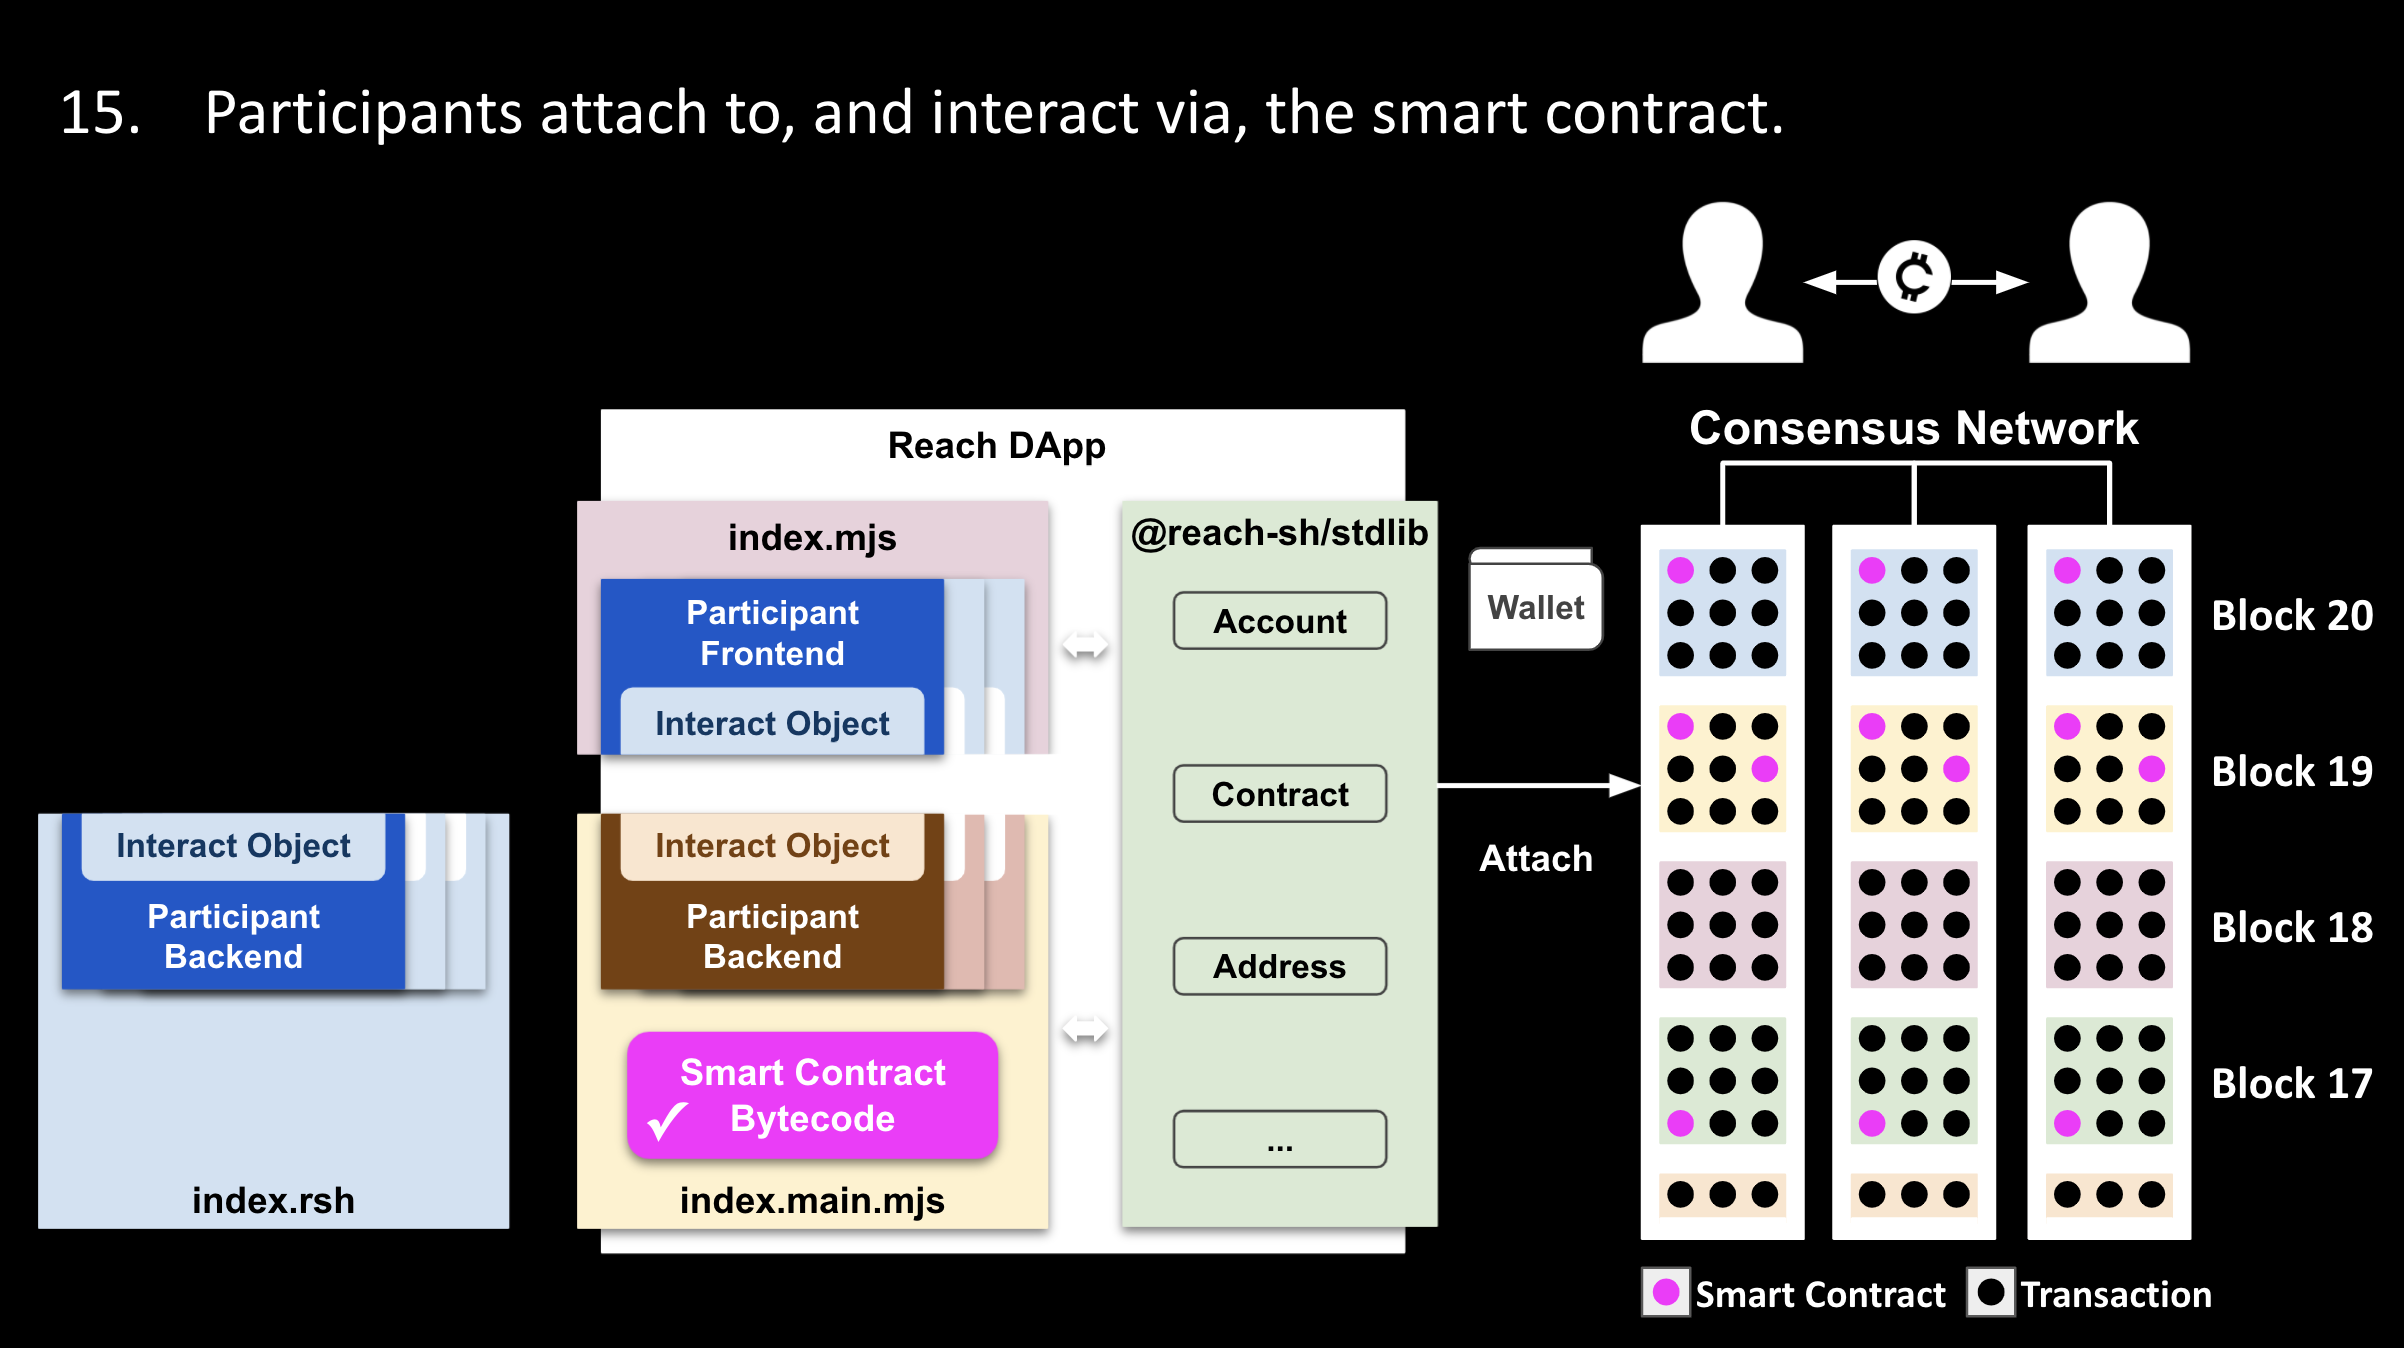 15. Participants attach to, and interact via, the smart contract.
Consensus Network
Reach DApp
index.mjs
Participant
Frontend
Interact Object
Interact Object
Participant
Backend
index.rsh
Interact Object
Participant
Backend
Smart Contract
Bytecode
index.main.mjs
@reach-sh/stdlib
Account
Contract
Address
...
Wallet
Attach
Block 20
Block 19
Block 18
Block 17
Smart Contract
Transaction